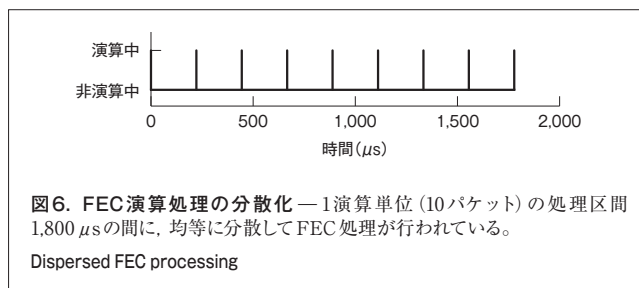 演算中
非演算中
0 500 1,000 1,500 2,000
時間(μs)
図6. FEC演算処理の分散化 — 1演算単位(10パケット)の処理区間
1,800 μsの間に,均等に分散してFEC処理が行われている。
Dispersed FEC processing